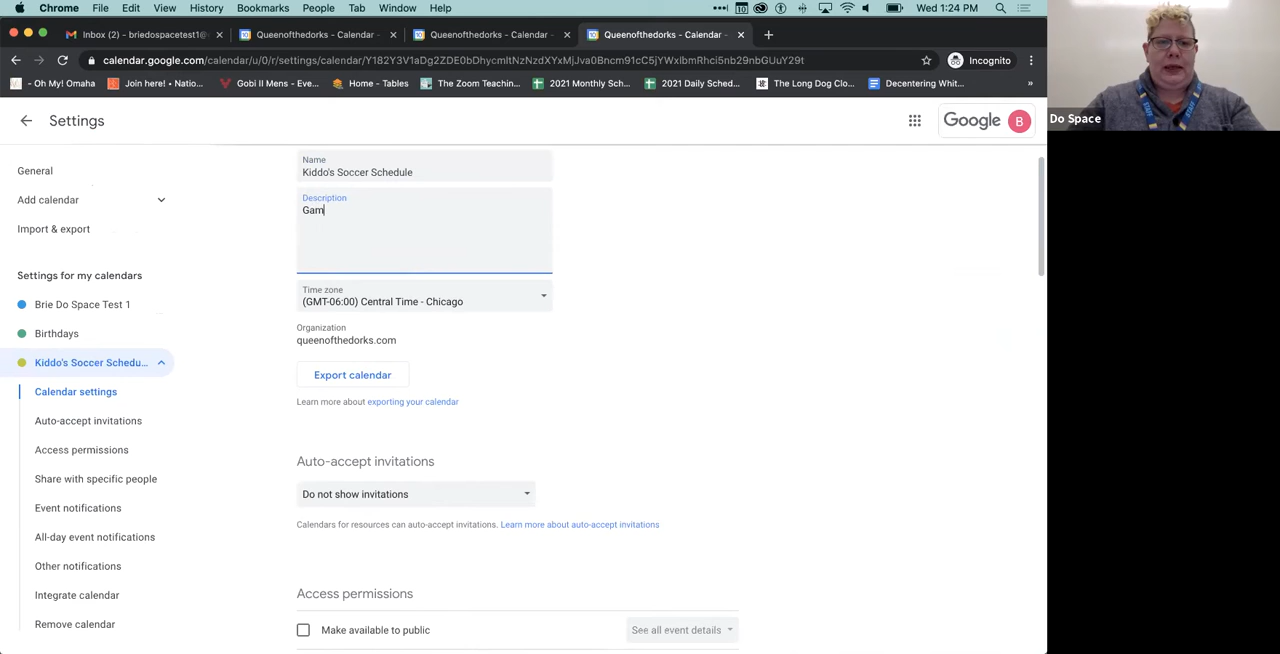 Chrome File Edit View History Bookmarks People Tab Window Help Wed 1:24 PM
Inbox (2) - briedospacetest1@ Queenofthedorks - Calendar - Queenofthedorks - Calendar - Queenofthedorks - Calendar -
calendar.google.com/calendar/u/0/r/settings/calendar/Y182Y3V1aDg2ZDE0bDhycmltNzNzdXYxMjJva0Bncm91cC5jYWxlbmRhci5nb29nbGUuY29t Incognito
- Oh My! Omaha Join here! • Natio... Gobi II Mens - Eve... Home - Tables The Zoom Teachin... 2021 Monthly Sch... 2021 Daily Sched... The Long Dog Clo... Decentering Whit... »
Do Space
Settings
Google B
General
Add calendar
Import & export
Settings for my calendars
Brie Do Space Test 1
Birthdays
Kiddo's Soccer Schedu...
Calendar settings
Auto-accept invitations
Access permissions
Share with specific people
Event notifications
All-day event notifications
Other notifications
Integrate calendar
Remove calendar
Name
Kiddo's Soccer Schedule
Description
Gam
Time zone
(GMT-06:00) Central Time - Chicago
Organization
queenofthedorks.com
Export calendar
Learn more about exporting your calendar
Auto-accept invitations
Do not show invitations
Calendars for resources can auto-accept invitations. Learn more about auto-accept invitations
Access permissions
Make available to public See all event details